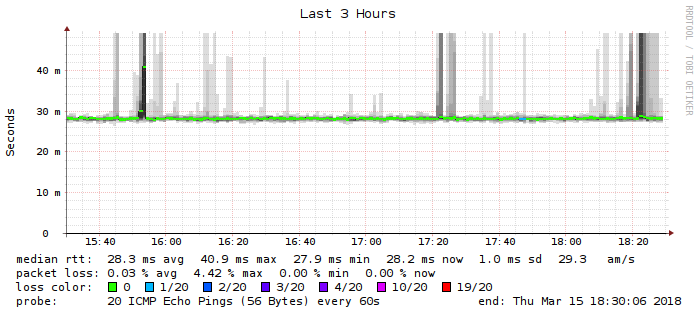 Last 3 Hours
RRDTOOL / TOBI OETIKER
Seconds
40 m
30 m
20 m
10 m
0
15:40 16:00 16:20 16:40 17:00 17:20 17:40 18:00 18:20
median rtt: 28.3 ms avg 40.9 ms max 27.9 ms min 28.2 ms now 1.0 ms sd 29.3 am/s
packet loss: 0.03 % avg 4.42 % max 0.00 % min 0.00 % now
loss color: 0 1/20 2/20 3/20 4/20 10/20 19/20
probe: 20 ICMP Echo Pings (56 Bytes) every 60s end: Thu Mar 15 18:30:06 2018